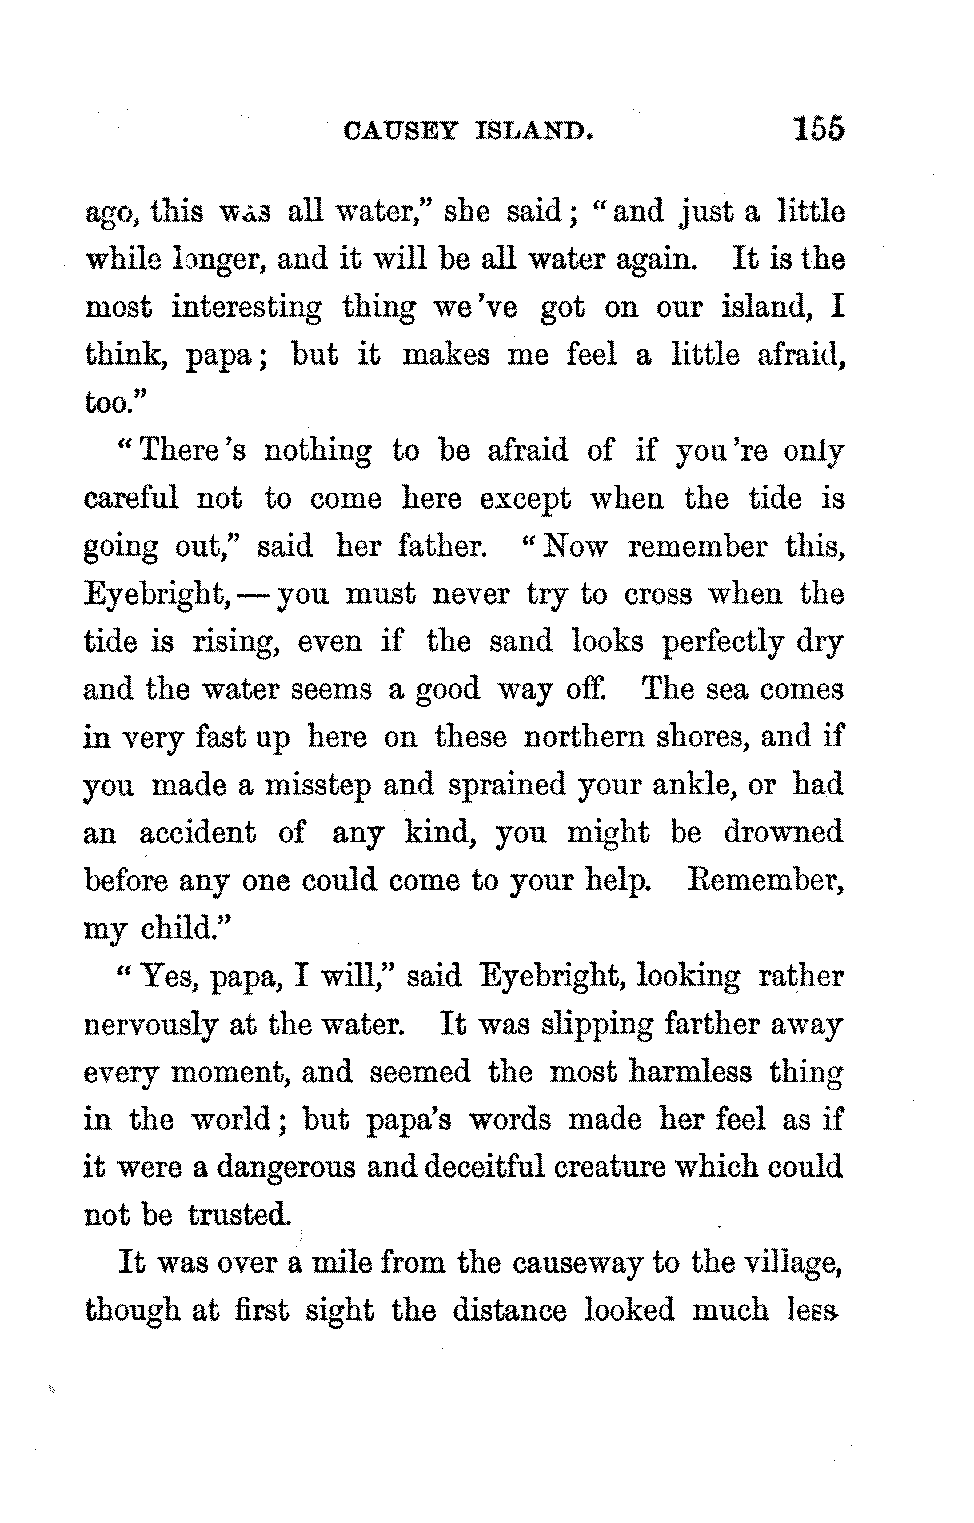 CAUSEY ISLAND. 155
ago, this was all water,” she said; “and just a little
while longer, and it will be all water again. It is the
most interesting thing we 've got on our island, I
think, papa; but it makes me feel a little afraid,
too.”
“There 's nothing to be afraid of if you 're only
careful not to come here except when the tide is
going out,” said her father. “Now remember this,
Eyebright,—you must never try to cross when the
tide is rising, even if the sand looks perfectly dry
and the water seems a good way off. The sea comes
in very fast up here on these northern shores, and if
you made a misstep and sprained your ankle, or had
an accident of any kind, you might be drowned
before any one could come to your help. Remember,
my child.”
“Yes, papa, I will,” said Eyebright, looking rather
nervously at the water. It was slipping farther away
every moment, and seemed the most harmless thing
in the world; but papa's words made her feel as if
it were a dangerous and deceitful creature which could
not be trusted.
It was over a mile from the causeway to the village,
though at first sight the distance looked much less